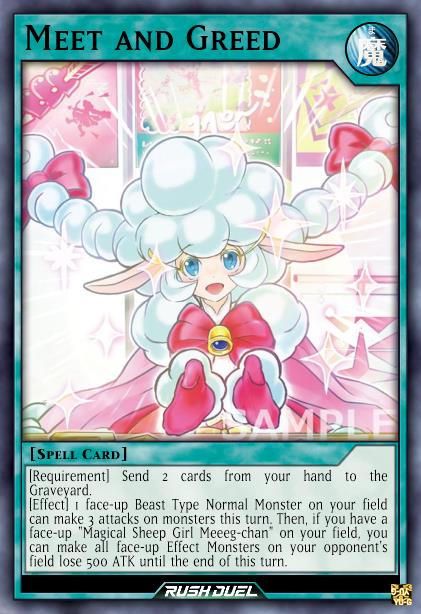 MEET AND GREED
ま
魔
SAMPLE
[SPELL CARD]
[Requirement] Send 2 cards from your hand to the
Graveyard.
[Effect] 1 face-up Beast Type Normal Monster on your field
can make 3 attacks on monsters this turn. Then, if you have a
face-up "Magical Sheep Girl Meeeg-chan" on your field, you
can make all face-up Effect Monsters on your opponent's
field lose 500 ATK until the end of this turn.
RUSH DUEL